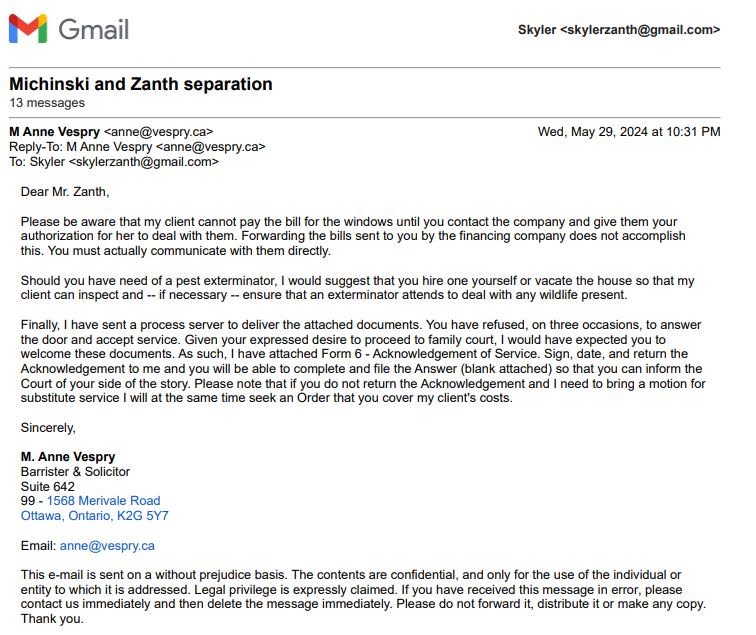 Gmail
Skyler <skylerzanth@gmail.com>
Michinski and Zanth separation
13 messages
M Anne Vespry <anne@vespry.ca>
Wed, May 29, 2024 at 10:31 PM
Reply-To: M Anne Vespry <anne@vespry.ca>
To: Skyler <skylerzanth@gmail.com>
Dear Mr. Zanth,
Please be aware that my client cannot pay the bill for the windows until you contact the company and give them your
authorization for her to deal with them. Forwarding the bills sent to you by the financing company does not accomplish
this. You must actually communicate with them directly.
Should you have need of a pest exterminator, I would suggest that you hire one yourself or vacate the house so that my
client can inspect and -- if necessary -- ensure that an exterminator attends to deal with any wildlife present.
Finally, I have sent a process server to deliver the attached documents. You have refused, on three occasions, to answer
the door and accept service. Given your expressed desire to proceed to family court, I would have expected you to
welcome these documents. As such, I have attached Form 6 - Acknowledgement of Service. Sign, date, and return the
Acknowledgement to me and you will be able to complete and file the Answer (blank attached) so that you can inform the
Court of your side of the story. Please note that if you do not return the Acknowledgement and I need to bring a motion for
substitute service I will at the same time seek an Order that you cover my client's costs.
Sincerely,
M. Anne Vespry
Barrister & Solicitor
Suite 642
99 - 1568 Merivale Road
Ottawa, Ontario, K2G 5Y7
Email: anne@vespry.ca
This e-mail is sent on a without prejudice basis. The contents are confidential, and only for the use of the individual or
entity to which it is addressed. Legal privilege is expressly claimed. If you have received this message in error, please
contact us immediately and then delete the message immediately. Please do not forward it, distribute it or make any copy.
Thank you.